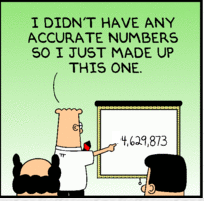 I DIDN'T HAVE ANY
ACCURATE NUMBERS
SO I JUST MADE UP
THIS ONE.
4,629,873